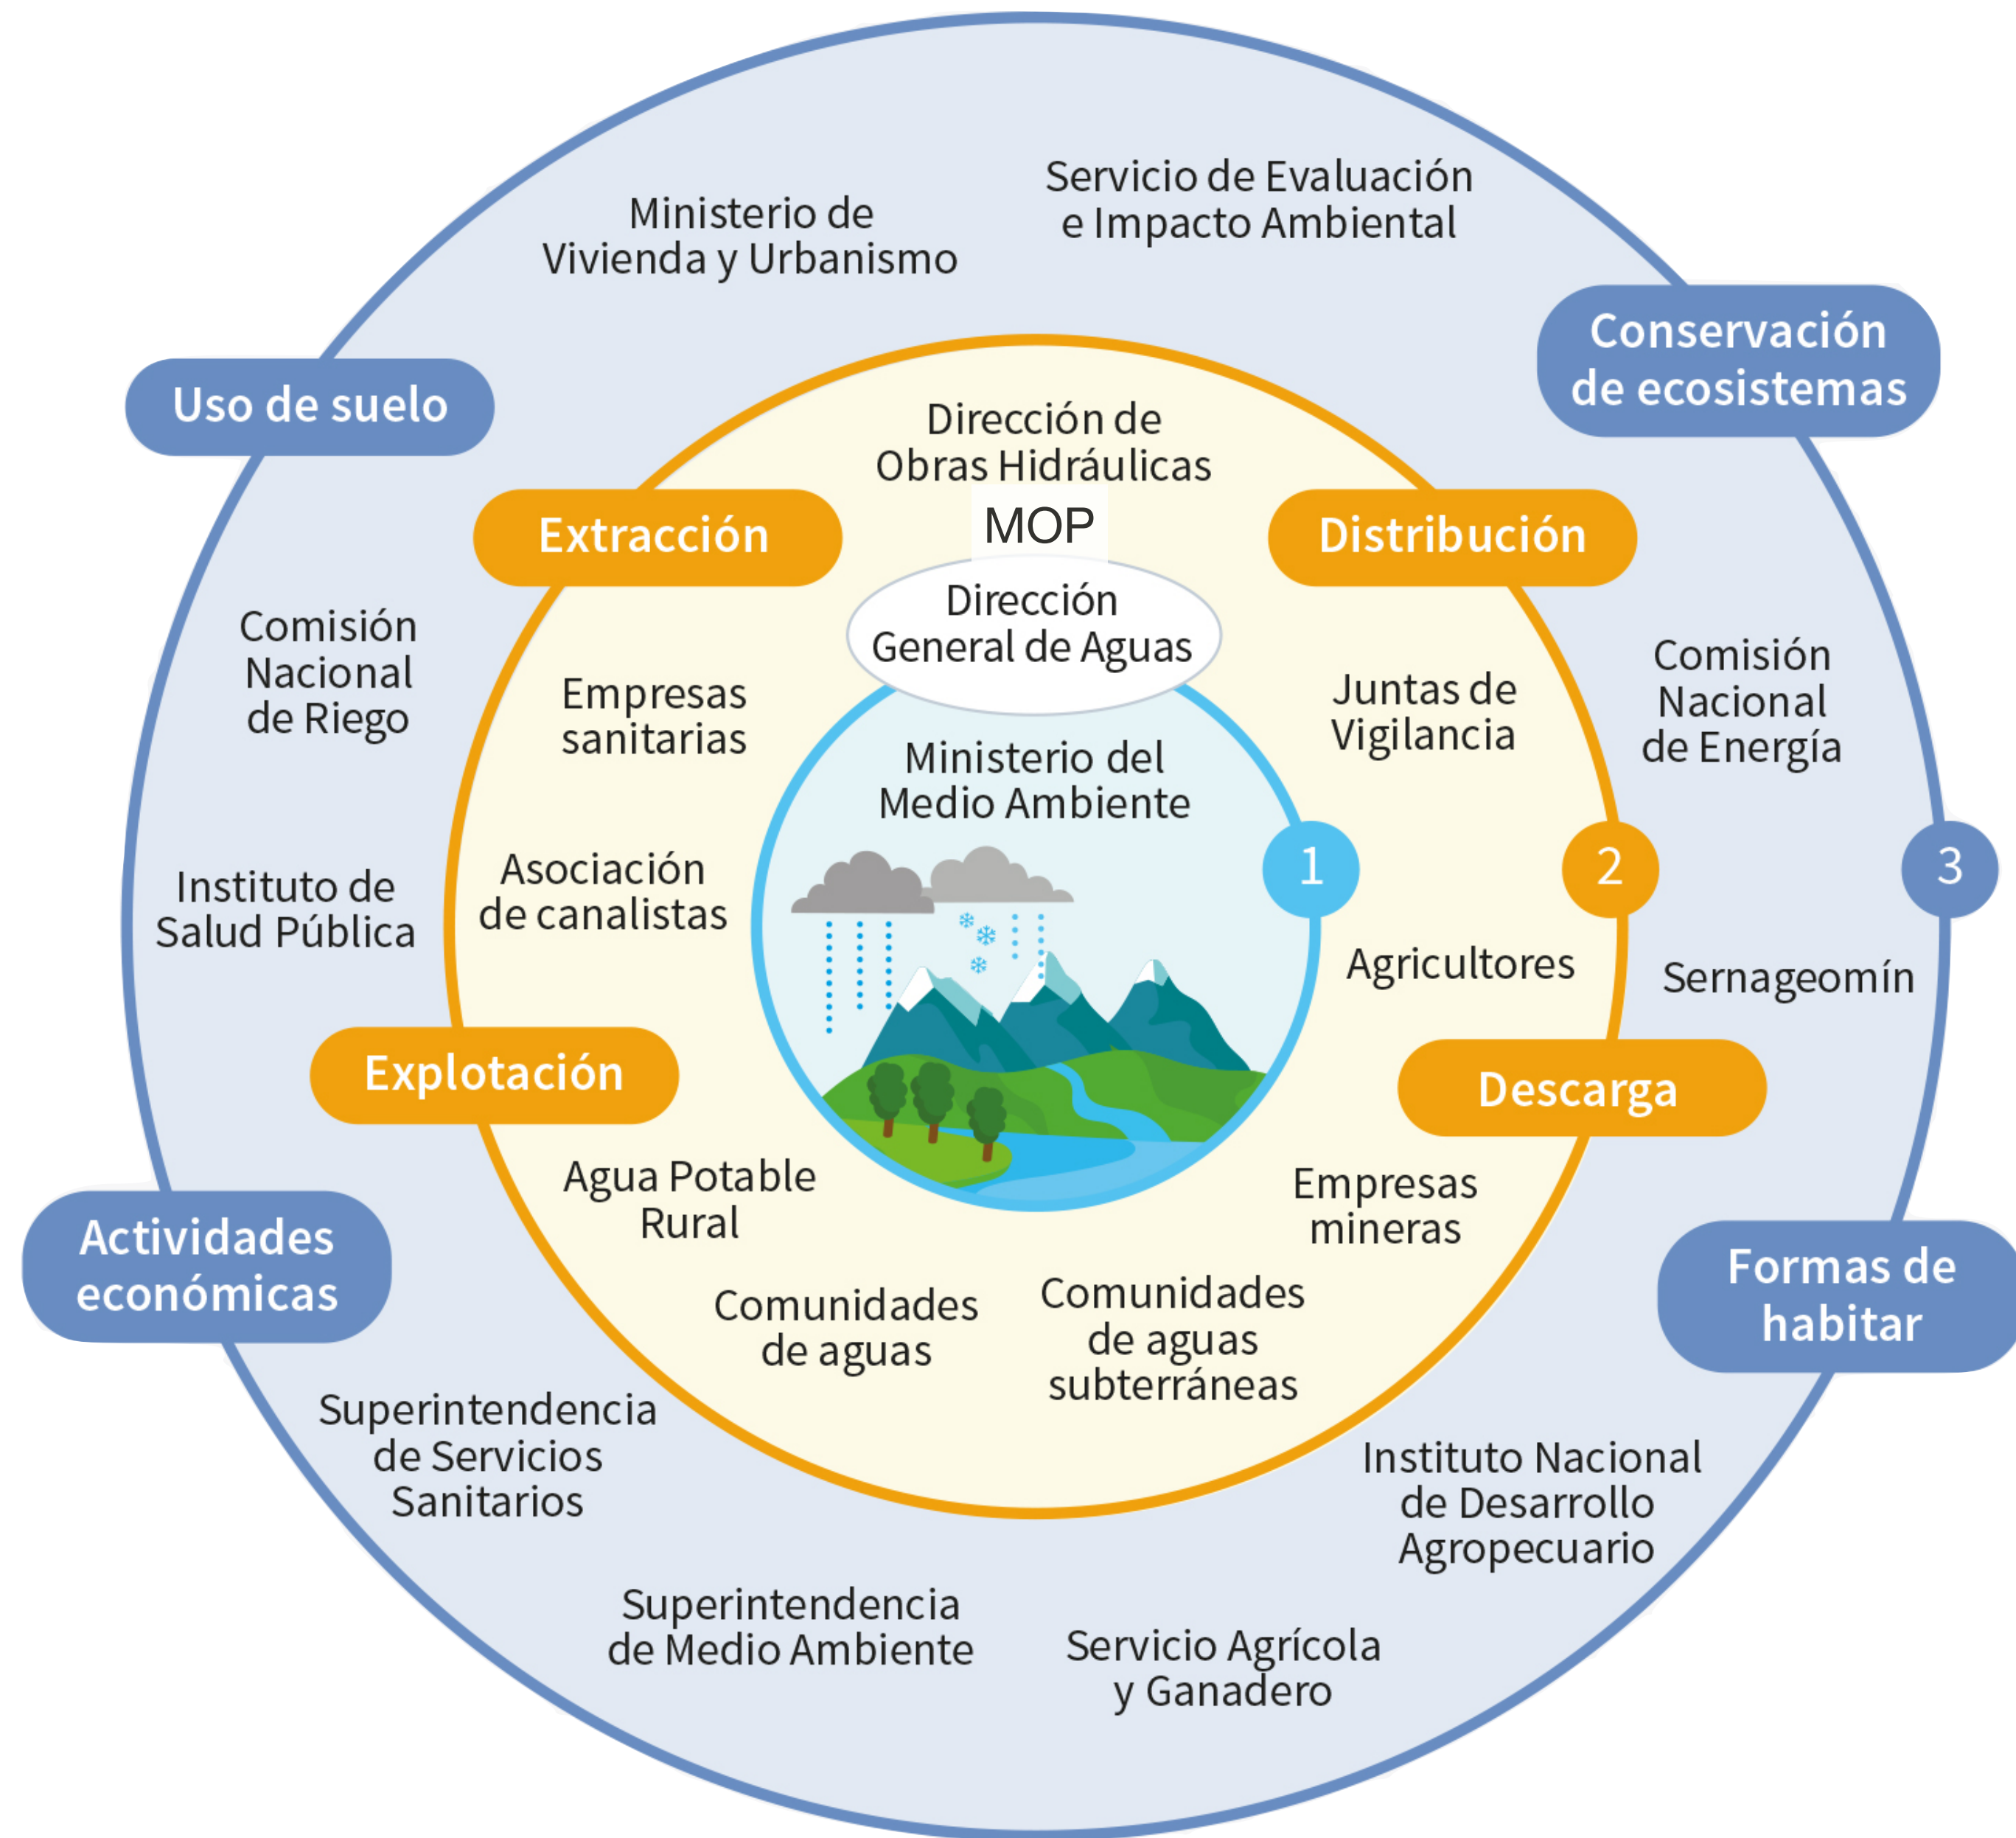 Servicio de Evaluación
e Impacto Ambiental
Ministerio de
Vivienda y Urbanismo
Conservación
de ecosistemas
Uso de suelo
Dirección de
Obras Hidráulicas
MOP
Extracción
Distribución
Dirección
General de Aguas
Comisión
Nacional
de Riego
Empresas
sanitarias
Juntas de
Vigilancia
Comisión
Nacional
de Energía
Ministerio del
Medio Ambiente
1
2
3
Instituto de
Salud Pública
Asociación
de canalistas
Agricultores
Sernageomín
Explotación
Descarga
Agua Potable
Rural
Empresas
mineras
Actividades
económicas
Formas de
habitar
Comunidades
de aguas
Comunidades
de aguas
subterráneas
Superintendencia
de Servicios
Sanitarios
Instituto Nacional
de Desarrollo
Agropecuario
Superintendencia
de Medio Ambiente
Servicio Agrícola
y Ganadero